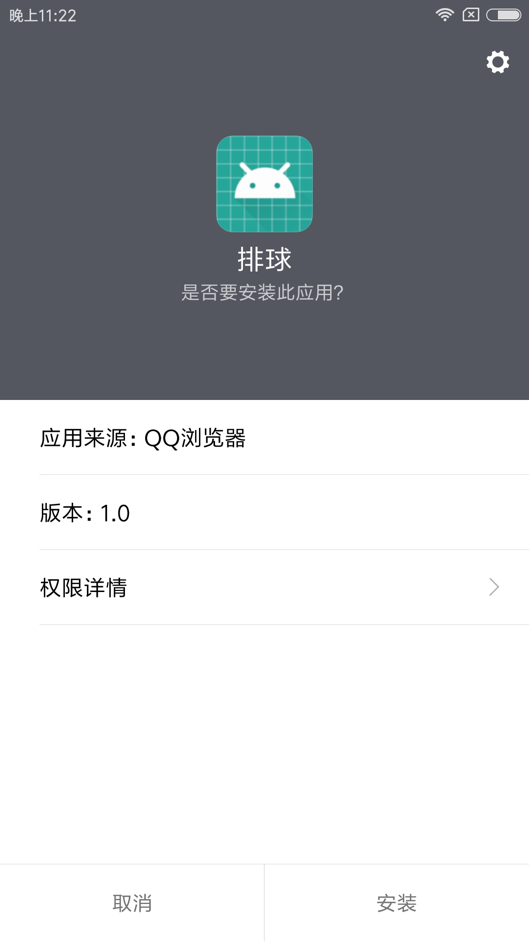 晚上11:22
排球
是否要安装此应用?
应用来源: QQ浏览器
版本: 1.0
权限详情
取消
安装